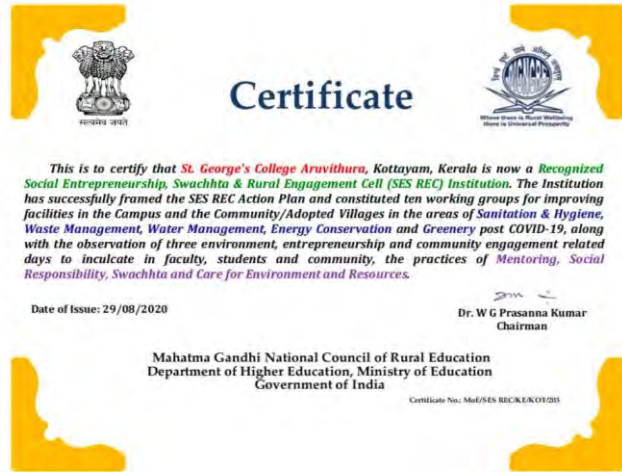 Certificate
सत्यमेव जयते
Where there is Rural Wellbeing
there is Universal Prosperity
This is to certify that St. George's College Aruvithura, Kottayam, Kerala is now a Recognized
Social Entrepreneurship, Swachhta & Rural Engagement Cell (SES REC) Institution. The Institution
has successfully framed the SES REC Action Plan and constituted ten working groups for improving
facilities in the Campus and the Community/Adopted Villages in the areas of Sanitation & Hygiene,
Waste Management, Water Management, Energy Conservation and Greenery post COVID-19, along
with the observation of three environment, entrepreneurship and community engagement related
days to inculcate in faculty, students and community, the practices of Mentoring, Social
Responsibility, Swachhta and Care for Environment and Resources.
Date of Issue: 29/08/2020
Dr. W G Prasanna Kumar
Chairman
Mahatma Gandhi National Council of Rural Education
Department of Higher Education, Ministry of Education
Government of India
Certificate No.: MoE/SES REC/KE/KOT/203